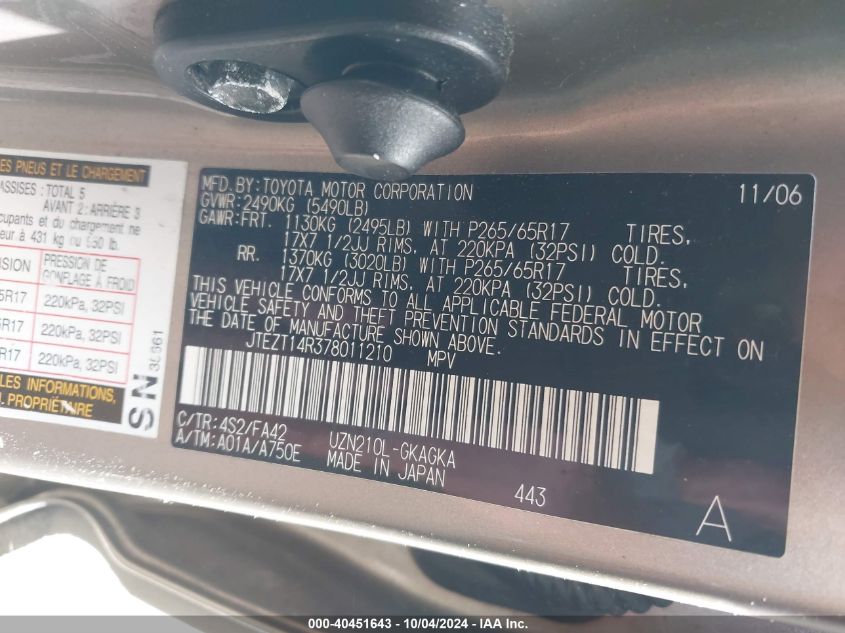 ES PNEUS ET LE CHARGEMENT
ASSISES : TOTAL 5
AVANT 2 : ARRIÈRE 3
cupants et du chargement ne
eur à 431 kg ou lb.
SION PRESSION DE GONFLAGE À FROID
5R17 220kPa, 32PSI
5R17 220kPa, 32PSI
R17 220kPa, 32PSI
LES INFORMATIONS,
PROPRIÉTAIRE
SN
MFD. BY: TOYOTA MOTOR CORPORATION 11/06
GVWR: 2490KG (5490LB)
GAWR: FRT. 1130KG (2495LB) WITH P265/65R17 TIRES,
17X7 1/2JJ RIMS, AT 220KPA (32PSI) COLD.
RR. 1370KG (3020LB) WITH P265/65R17 TIRES,
17X7 1/2JJ RIMS, AT 220KPA (32PSI) COLD.
THIS VEHICLE CONFORMS TO ALL APPLICABLE FEDERAL MOTOR
VEHICLE SAFETY AND THEFT PREVENTION STANDARDS IN EFFECT ON
THE DATE OF MANUFACTURE SHOWN ABOVE.
JTEZT14R378011210 MPV
C/TR: 4S2/FA42 UZN210L-GKAGKA
A/TM: A01A/A750E MADE IN JAPAN
443
A
000-40451643 - 10/04/2024 - IAA Inc.